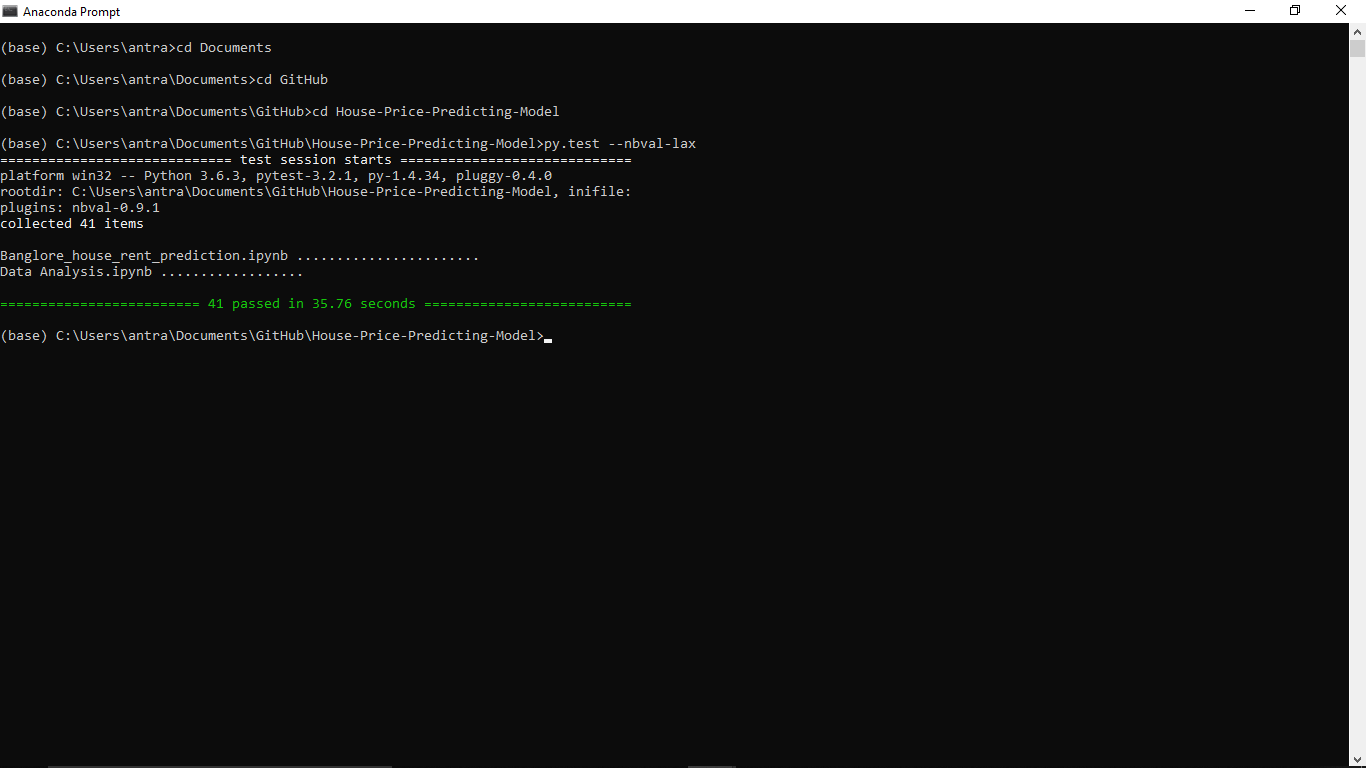 Anaconda Prompt
(base) C:\Users\antra>cd Documents
(base) C:\Users\antra\Documents>cd GitHub
(base) C:\Users\antra\Documents\GitHub>cd House-Price-Predicting-Model
(base) C:\Users\antra\Documents\GitHub\House-Price-Predicting-Model>py.test --nbval-lax
============================= test session starts =============================
platform win32 -- Python 3.6.3, pytest-3.2.1, py-1.4.34, pluggy-0.4.0
rootdir: C:\Users\antra\Documents\GitHub\House-Price-Predicting-Model, inifile:
plugins: nbval-0.9.1
collected 41 items
Banglore_house_rent_prediction.ipynb .......................
Data Analysis.ipynb ..................
========================= 41 passed in 35.76 seconds ==========================
(base) C:\Users\antra\Documents\GitHub\House-Price-Predicting-Model>